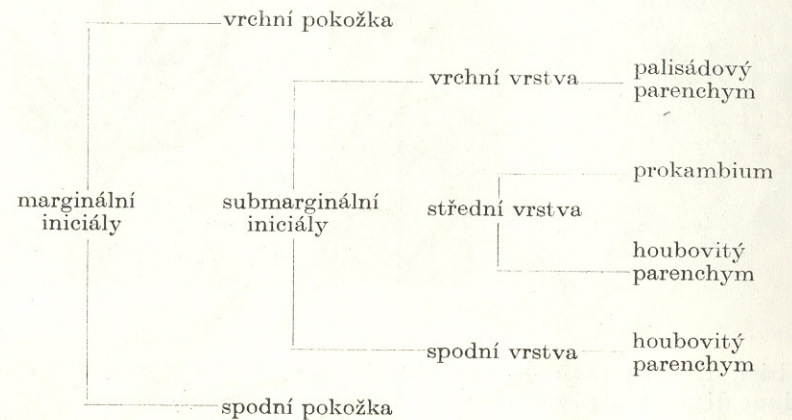 vrchní pokožka
vrchní vrstva
palisádový
parenchym
prokambium
marginální
iniciály
submarginální
iniciály
střední vrstva
houbovitý
parenchym
spodní vrstva
houbovitý
parenchym
spodní pokožka